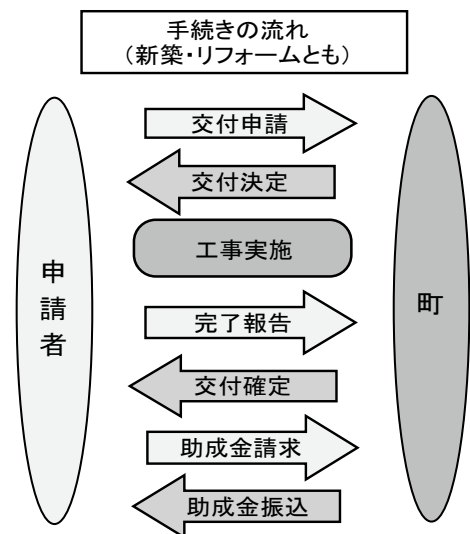 手続きの流れ
(新築・リフォームとも)
交付申請
交付決定
工事実施
申請者
町
完了報告
交付確定
助成金請求
助成金振込